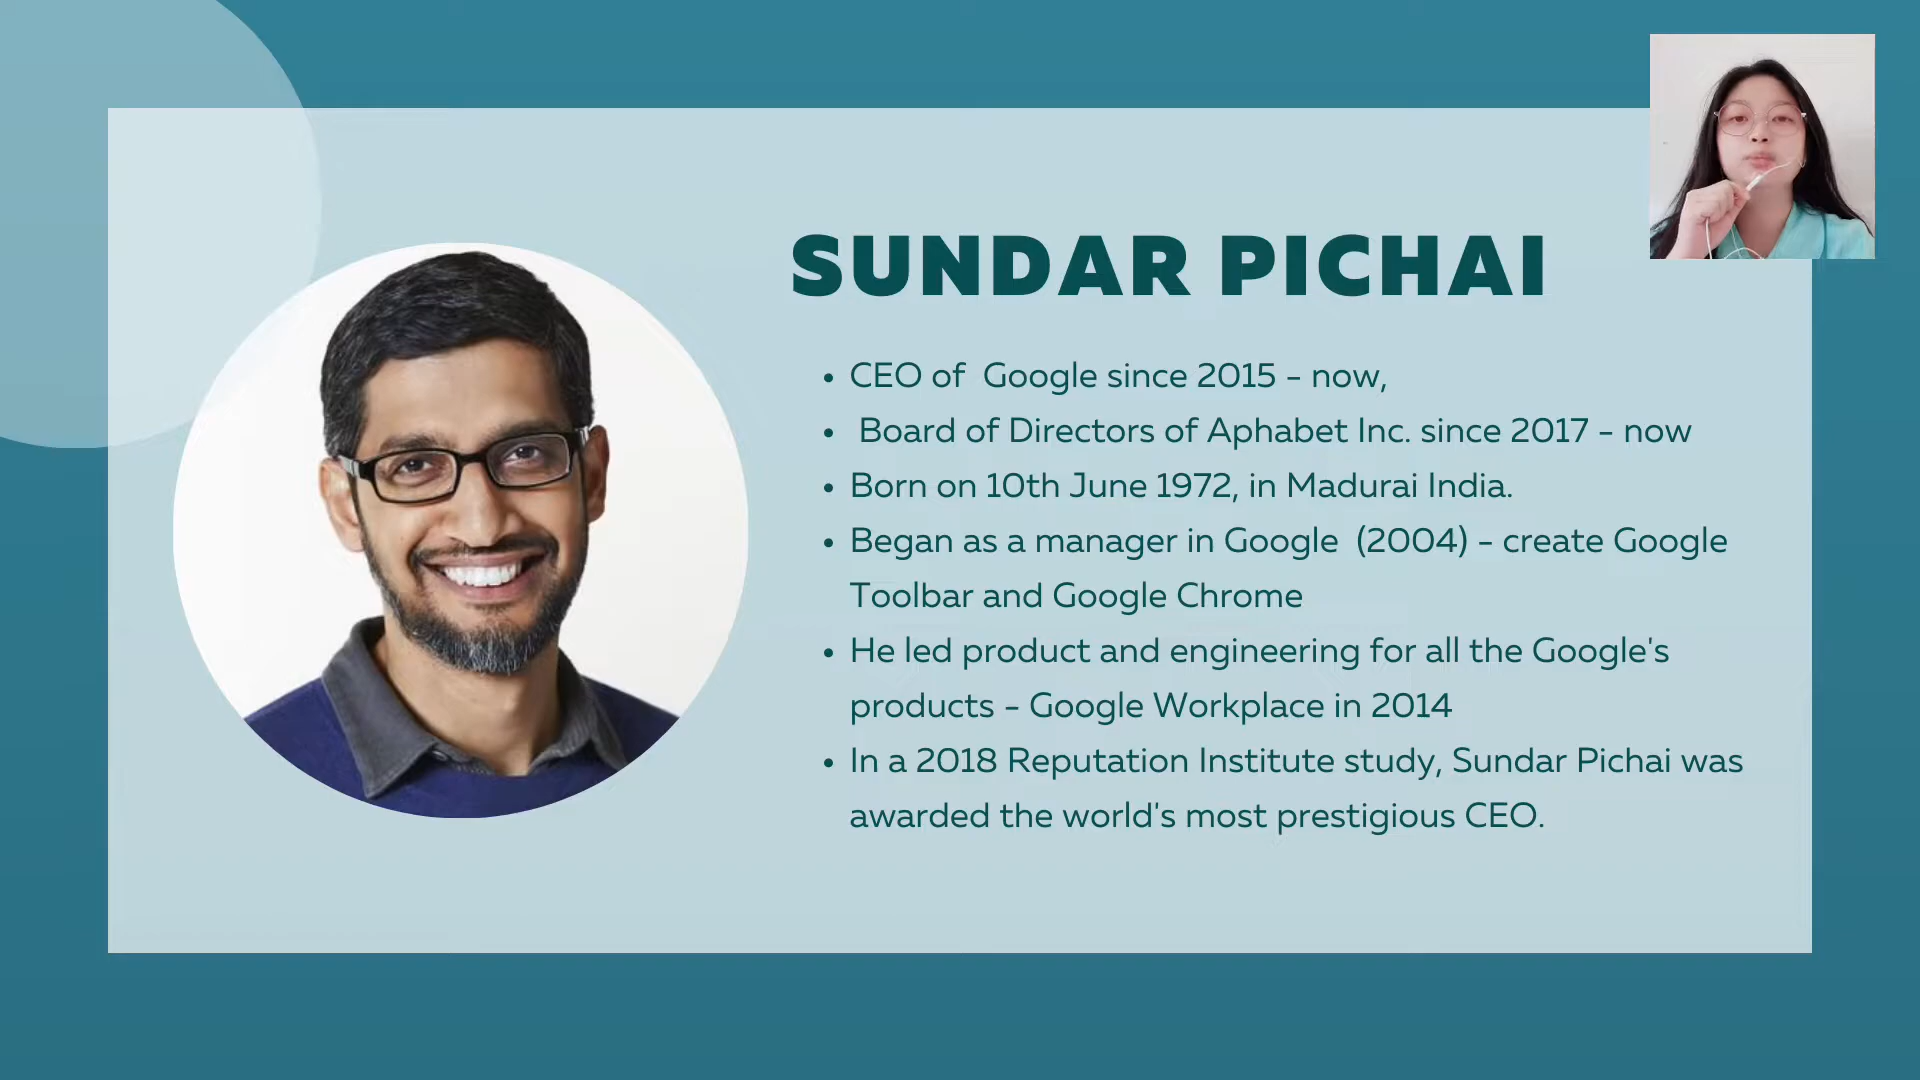 SUNDAR PICHAI
• CEO of  Google since 2015 - now,
•  Board of Directors of Aphabet Inc. since 2017 - now
• Born on 10th June 1972, in Madurai India.
• Began as a manager in Google  (2004) - create Google
Toolbar and Google Chrome
• He led product and engineering for all the Google's
products - Google Workplace in 2014
• In a 2018 Reputation Institute study, Sundar Pichai was
awarded the world's most prestigious CEO.